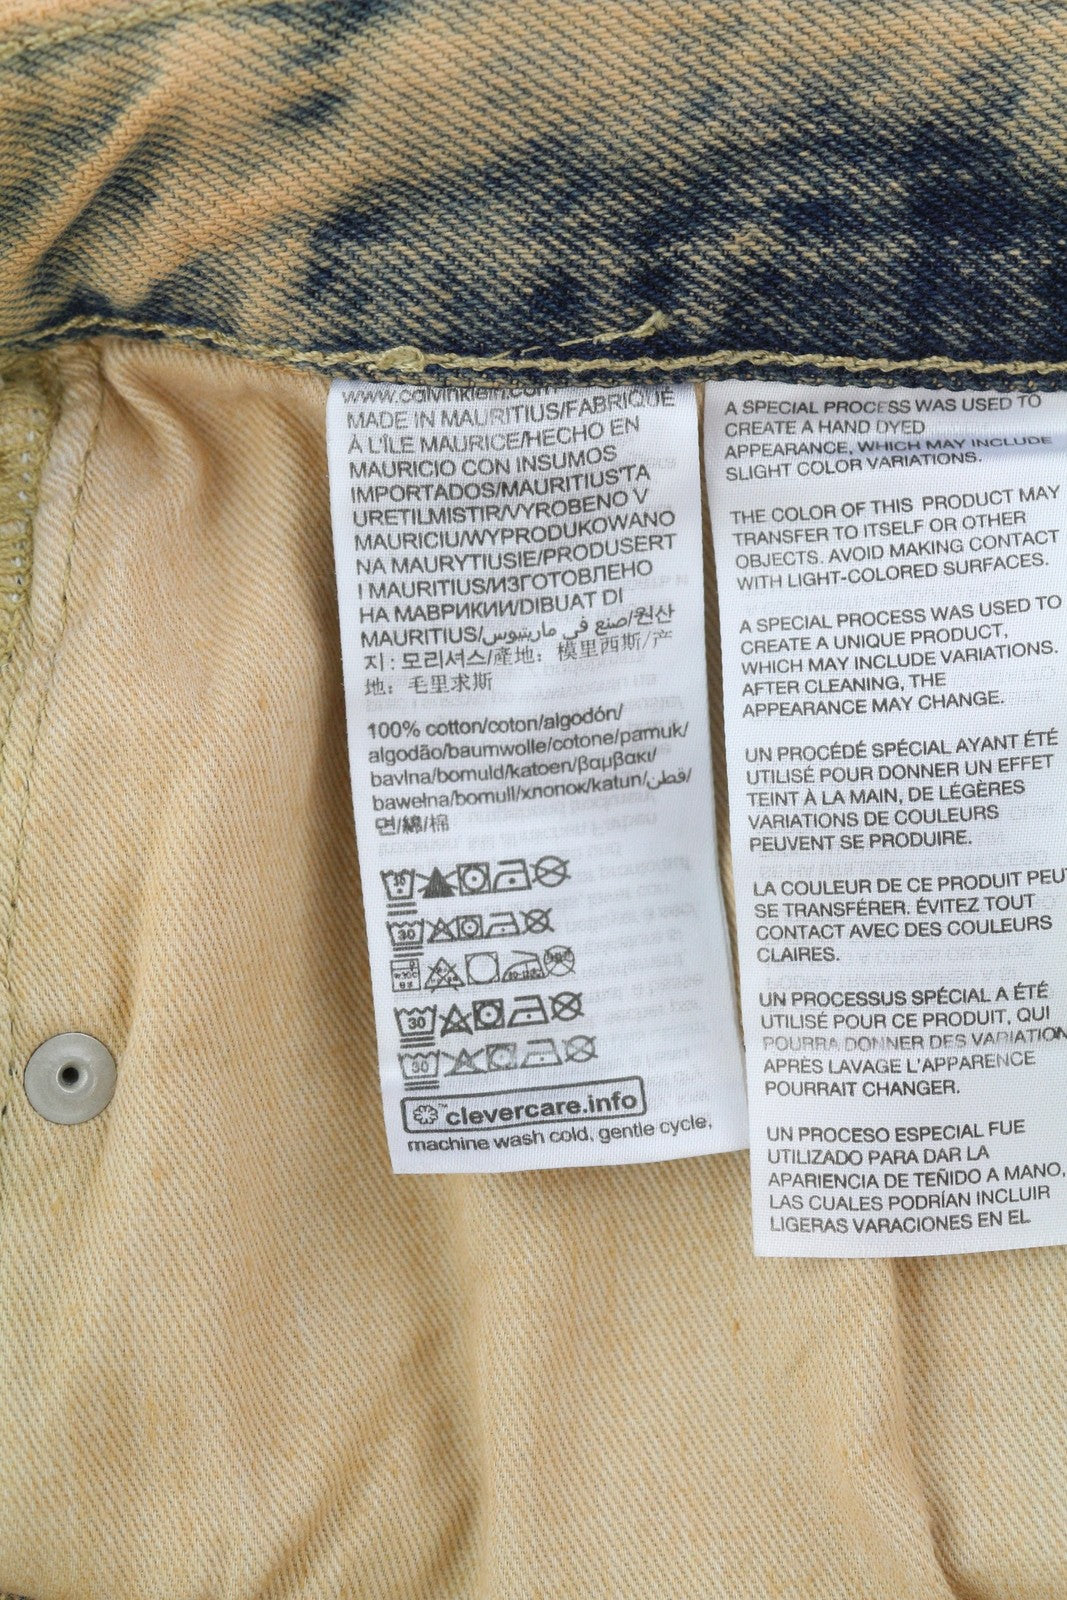 www.calvinklein.com
MADE IN MAURITIUS/FABRIQUÉ
À L'ÎLE MAURICE/HECHO EN
MAURICIO CON INSUMOS
IMPORTADOS/MAURITIUS'TA
URETILMISTIR/VYROBENO V
MAURICIU/WYPRODUKOWANO
NA MAURYTIUSIE/PRODUSERT
I MAURITIUS/ИЗГОТОВЛЕНО
НА МАВРИКИИ/DIBUAT DI
MAURITIUS/صنع في ماريتيوس/원산
지: 모리셔스/產地: 模里西斯/产
地: 毛里求斯
100% cotton/coton/algodón/
algodão/baumwolle/cotone/pamuk/
bavlna/bomuld/katoen/βαμβακι/
bawełna/bomull/хлопок/katun/قطن/
면/綿/棉
30
30
30
30
clevercare.info
machine wash cold, gentle cycle,
A SPECIAL PROCESS WAS USED TO
CREATE A HAND DYED
APPEARANCE, WHICH MAY INCLUDE
SLIGHT COLOR VARIATIONS.
THE COLOR OF THIS PRODUCT MAY
TRANSFER TO ITSELF OR OTHER
OBJECTS. AVOID MAKING CONTACT
WITH LIGHT-COLORED SURFACES.
A SPECIAL PROCESS WAS USED TO
CREATE A UNIQUE PRODUCT,
WHICH MAY INCLUDE VARIATIONS.
AFTER CLEANING, THE
APPEARANCE MAY CHANGE.
UN PROCÉDÉ SPÉCIAL AYANT ÉTÉ
UTILISÉ POUR DONNER UN EFFET
TEINT À LA MAIN, DE LÉGÈRES
VARIATIONS DE COULEURS
PEUVENT SE PRODUIRE.
LA COULEUR DE CE PRODUIT PEUT
SE TRANSFÉRER. ÉVITEZ TOUT
CONTACT AVEC DES COULEURS
CLAIRES.
UN PROCESSUS SPÉCIAL A ÉTÉ
UTILISÉ POUR CE PRODUIT, QUI
POURRA DONNER DES VARIATION
APRÈS LAVAGE L'APPARENCE
POURRAIT CHANGER.
UN PROCESO ESPECIAL FUE
UTILIZADO PARA DAR LA
APARIENCIA DE TEÑIDO A MANO,
LAS CUALES PODRÍAN INCLUIR
LIGERAS VARACIONES EN EL